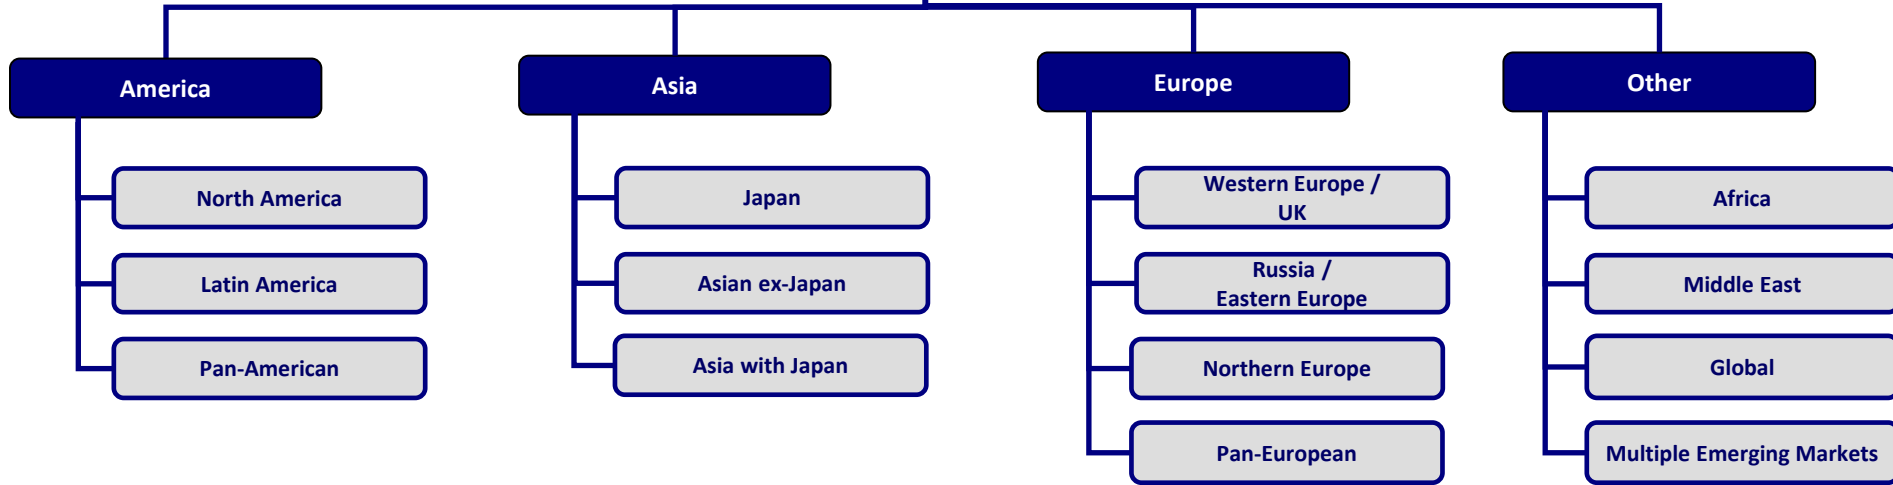 America
North America
Latin America
Pan-American
Asia
Japan
Asian ex-Japan
Asia with Japan
Europe
Western Europe /
UK
Russia /
Eastern Europe
Northern Europe
Pan-European
Other
Africa
Middle East
Global
Multiple Emerging Markets